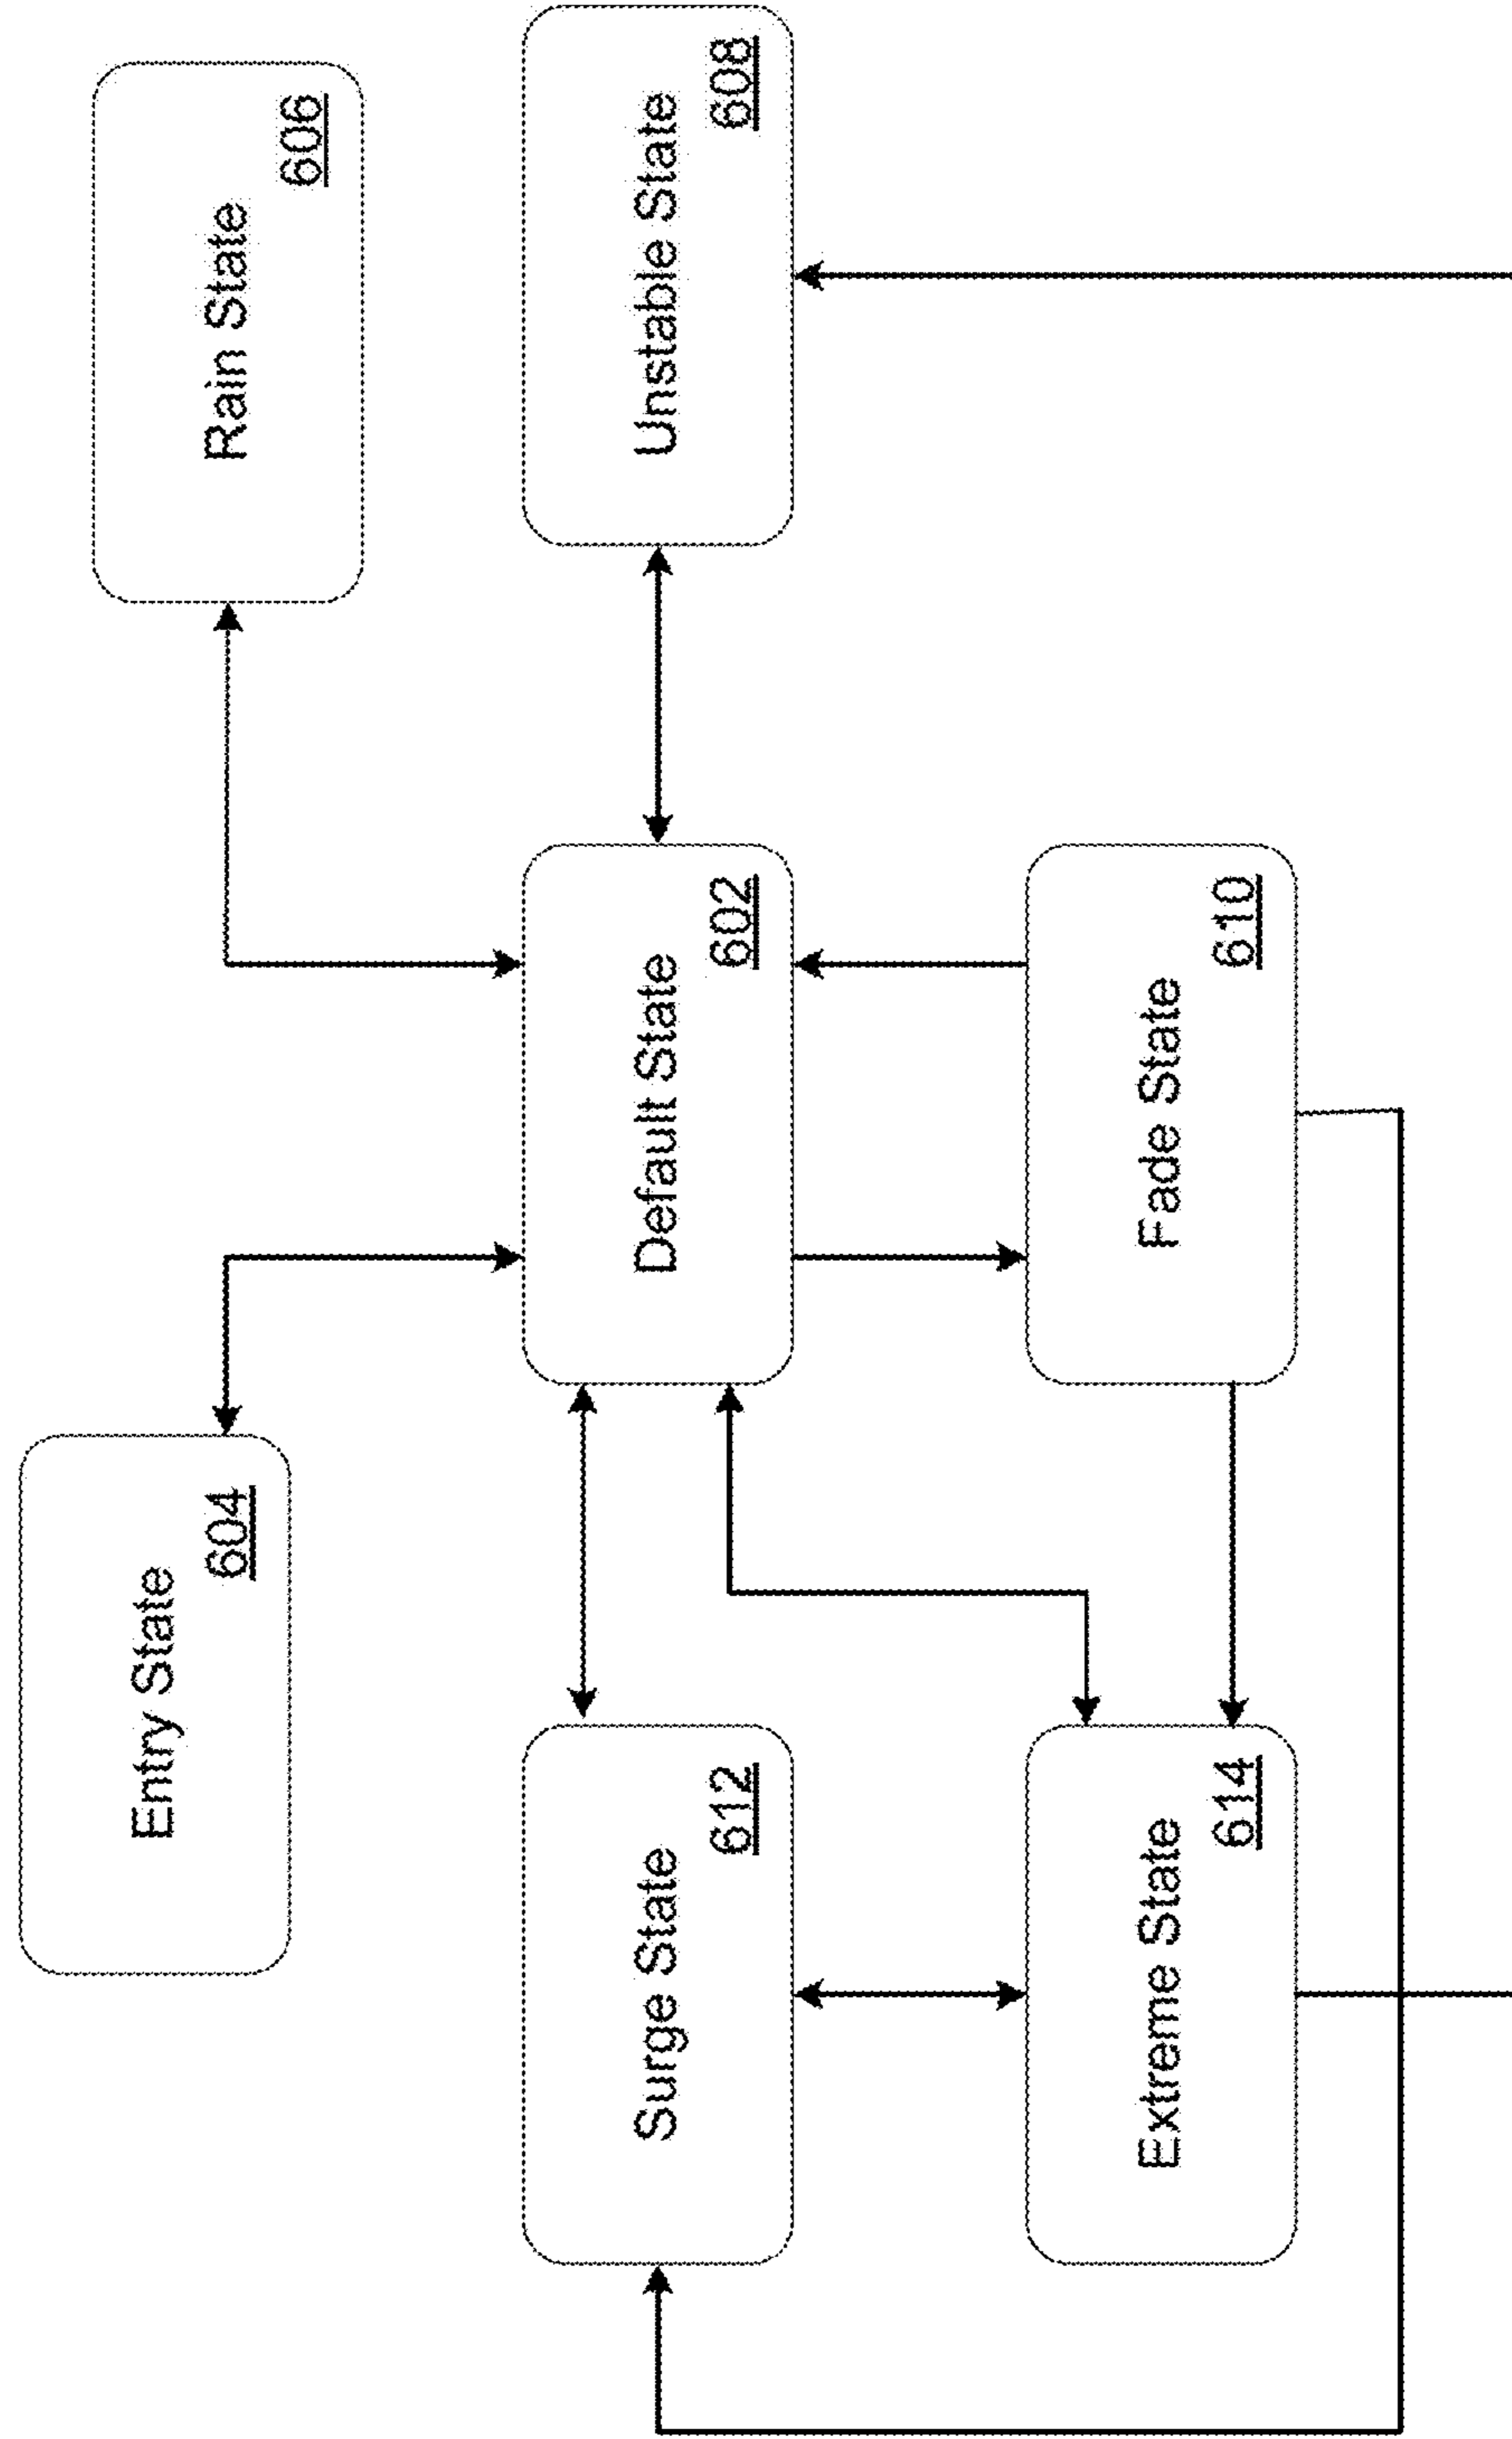 Entry State
604
Rain State
606
Surge State
612
Default State
602
Unstable State
608
Extreme State
614
Fade State
610